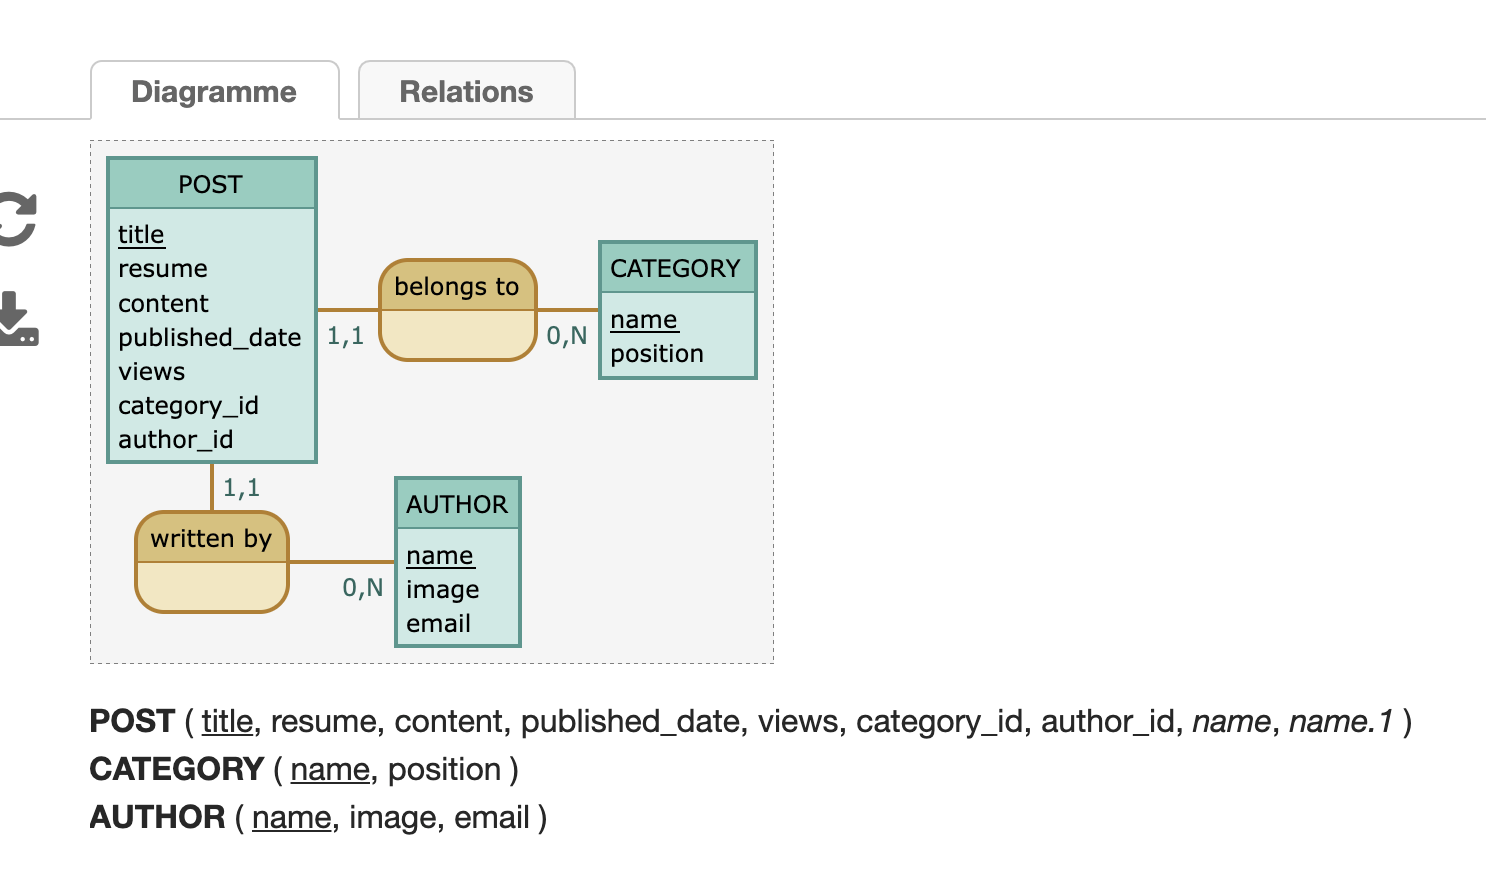 Diagramme
Relations
POST
title
resume
content
published_date
views
category_id
author_id
1,1
belongs to
0,N
CATEGORY
name
position
1,1
written by
0,N
AUTHOR
name
image
email
POST ( title, resume, content, published_date, views, category_id, author_id, name, name.1 )
CATEGORY ( name, position )
AUTHOR ( name, image, email )